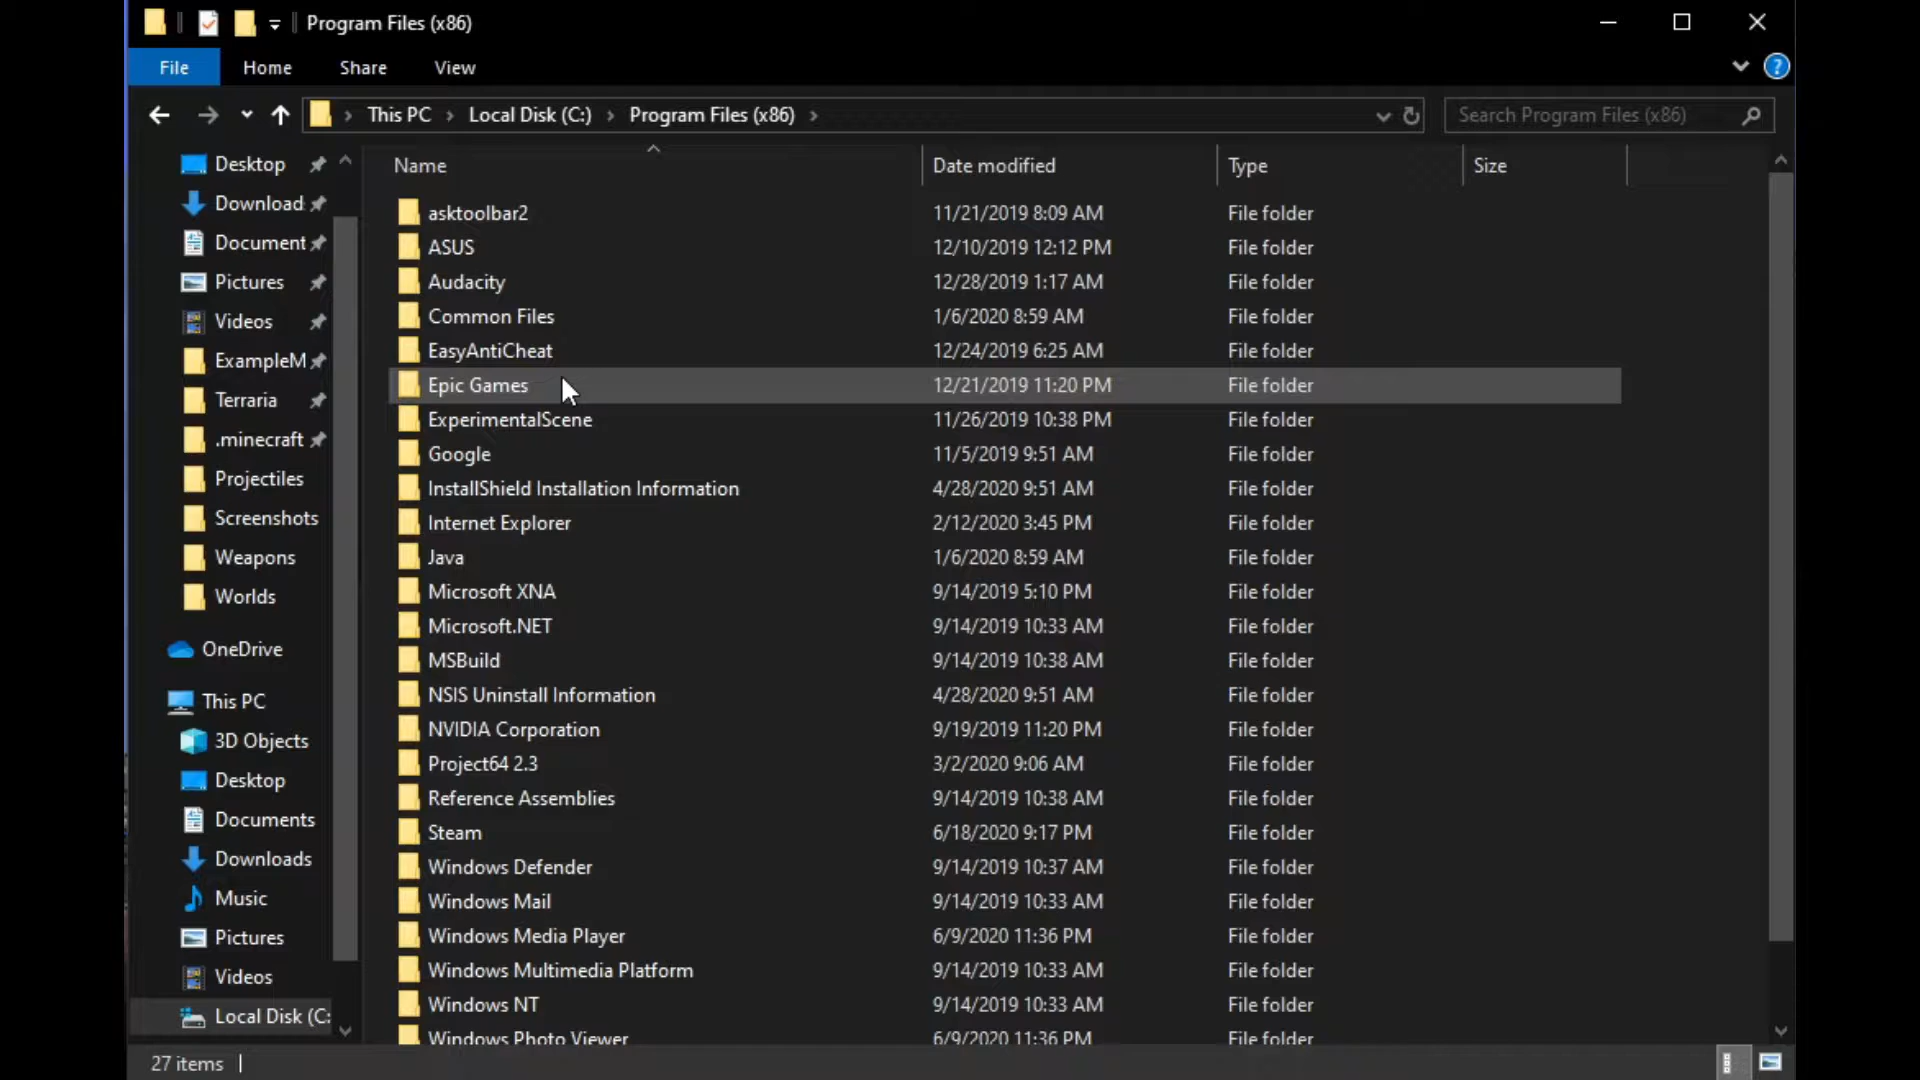 Program Files (x86)
File Home Share View ?
This PC Local Disk (C:) Program Files (x86) Search Program Files (x86)
Name Date modified Type Size
Desktop
Download
Document
Pictures
Videos
ExampleM
Terraria
.minecraft
Projectiles
Screenshots
Weapons
Worlds
OneDrive
This PC
3D Objects
Desktop
Documents
Downloads
Music
Pictures
Videos
Local Disk (C:
asktoolbar2 11/21/2019 8:09 AM File folder
ASUS 12/10/2019 12:12 PM File folder
Audacity 12/28/2019 1:17 AM File folder
Common Files 1/6/2020 8:59 AM File folder
EasyAntiCheat 12/24/2019 6:25 AM File folder
Epic Games 12/21/2019 11:20 PM File folder
ExperimentalScene 11/26/2019 10:38 PM File folder
Google 11/5/2019 9:51 AM File folder
InstallShield Installation Information 4/28/2020 9:51 AM File folder
Internet Explorer 2/12/2020 3:45 PM File folder
Java 1/6/2020 8:59 AM File folder
Microsoft XNA 9/14/2019 5:10 PM File folder
Microsoft.NET 9/14/2019 10:33 AM File folder
MSBuild 9/14/2019 10:38 AM File folder
NSIS Uninstall Information 4/28/2020 9:51 AM File folder
NVIDIA Corporation 9/19/2019 11:20 PM File folder
Project64 2.3 3/2/2020 9:06 AM File folder
Reference Assemblies 9/14/2019 10:38 AM File folder
Steam 6/18/2020 9:17 PM File folder
Windows Defender 9/14/2019 10:37 AM File folder
Windows Mail 9/14/2019 10:33 AM File folder
Windows Media Player 6/9/2020 11:36 PM File folder
Windows Multimedia Platform 9/14/2019 10:33 AM File folder
Windows NT 9/14/2019 10:33 AM File folder
Windows Photo Viewer 6/9/2020 11:36 PM File folder
27 items